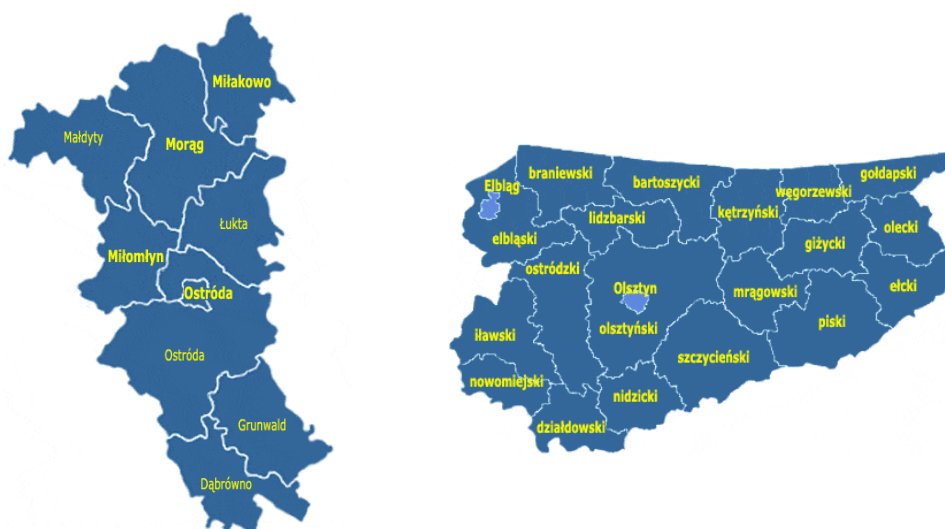 Miłakowo
Małdyty
Morąg
Łukta
Miłomłyn
Ostróda
Ostróda
Grunwald
Dąbrówno
braniewski
bartoszycki
gołdapski
Elbląg
węgorzewski
kętrzyński
lidzbarski
olecki
elbląski
giżycki
ostródzki
Olsztyn
mrągowski
ełcki
iławski
olsztyński
piski
szczycieński
nowomiejski
nidzicki
działdowski